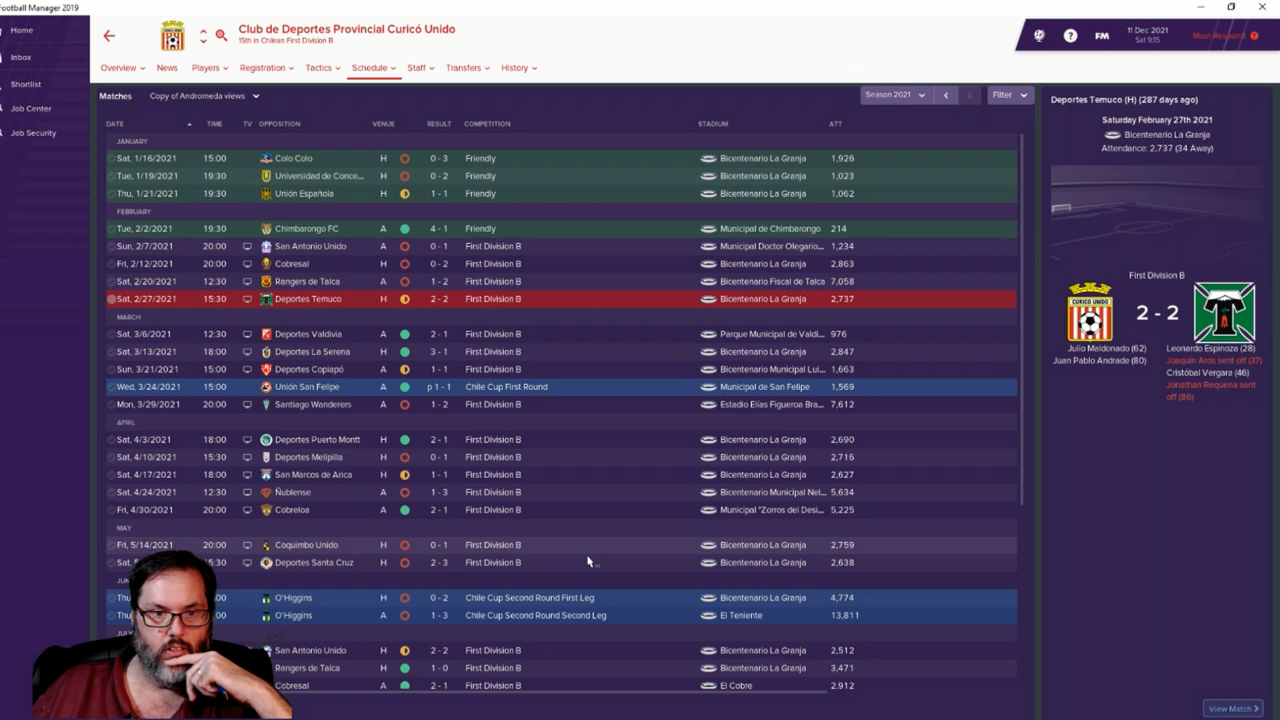 Football Manager 2019
Home
Inbox
Shortlist
Job Center
Job Security
Club de Deportes Provincial Curicó Unido
15th in Chilean First Division B
FM
11 Dec 2021
Sat 9:15
Must Respond
Overview News Players Registration Tactics Schedule Staff Transfers History
Matches Copy of Andromeda views Season 2021 Filter
DATE TIME TV OPPOSITION VENUE RESULT COMPETITION STADIUM ATT
JANUARY
Sat, 1/16/2021 15:00 Colo Colo H 0 - 3 Friendly Bicentenario La Granja 1,926
Tue, 1/19/2021 19:30 Universidad de Conce... H 0 - 2 Friendly Bicentenario La Granja 1,023
Thu, 1/21/2021 19:30 Unión Española H 1 - 1 Friendly Bicentenario La Granja 1,062
FEBRUARY
Tue, 2/2/2021 19:30 Chimbarongo FC A 4 - 1 Friendly Municipal de Chimbarongo 214
Sun, 2/7/2021 20:00 San Antonio Unido A 0 - 1 First Division B Municipal Doctor Olegario... 1,234
Fri, 2/12/2021 20:00 Cobresal H 0 - 2 First Division B Bicentenario La Granja 2,863
Sat, 2/20/2021 12:30 Rangers de Talca A 1 - 2 First Division B Bicentenario Fiscal de Talca 7,058
Sat, 2/27/2021 15:30 Deportes Temuco H 2 - 2 First Division B Bicentenario La Granja 2,737
MARCH
Sat, 3/6/2021 12:30 Deportes Valdivia A 2 - 1 First Division B Parque Municipal de Valdi... 976
Sat, 3/13/2021 18:00 Deportes La Serena H 3 - 1 First Division B Bicentenario La Granja 2,847
Sun, 3/21/2021 15:00 Deportes Copiapó A 1 - 1 First Division B Bicentenario Municipal Lui... 1,663
Wed, 3/24/2021 15:00 Unión San Felipe A p 1 - 1 Chile Cup First Round Municipal de San Felipe 1,569
Mon, 3/29/2021 20:00 Santiago Wanderers A 1 - 2 First Division B Estadio Elías Figueroa Bra... 7,612
APRIL
Sat, 4/3/2021 18:00 Deportes Puerto Montt H 2 - 1 First Division B Bicentenario La Granja 2,690
Sat, 4/10/2021 15:30 Deportes Melipilla H 0 - 1 First Division B Bicentenario La Granja 2,716
Sat, 4/17/2021 18:00 San Marcos de Arica H 1 - 1 First Division B Bicentenario La Granja 2,627
Sat, 4/24/2021 12:30 Ñublense A 1 - 3 First Division B Bicentenario Municipal Nel... 5,634
Fri, 4/30/2021 20:00 Cobreloa A 2 - 1 First Division B Municipal "Zorros del Desi... 5,225
MAY
Fri, 5/14/2021 20:00 Coquimbo Unido H 0 - 1 First Division B Bicentenario La Granja 2,759
Deportes Santa Cruz H 2 - 3 First Division B Bicentenario La Granja 2,638
O'Higgins H 0 - 2 Chile Cup Second Round First Leg Bicentenario La Granja 4,774
O'Higgins A 1 - 3 Chile Cup Second Round Second Leg El Teniente 13,811
San Antonio Unido H 2 - 2 First Division B Bicentenario La Granja 2,512
Rangers de Talca H 1 - 0 First Division B Bicentenario La Granja 3,471
Cobresal A 2 - 1 First Division B El Cobre 2,912
Deportes Temuco (H) (287 days ago)
Saturday February 27th 2021
Bicentenario La Granja
Attendance: 2,737 (34 Away)
First Division B
CURICO UNIDO
2 - 2
Julio Maldonado (62)
Juan Pablo Andrade (80)
Leonardo Espinoza (28)
Joaquín Aros sent off (37)
Cristóbal Vergara (46)
Jonathan Requena sent
off (86)
View Match >